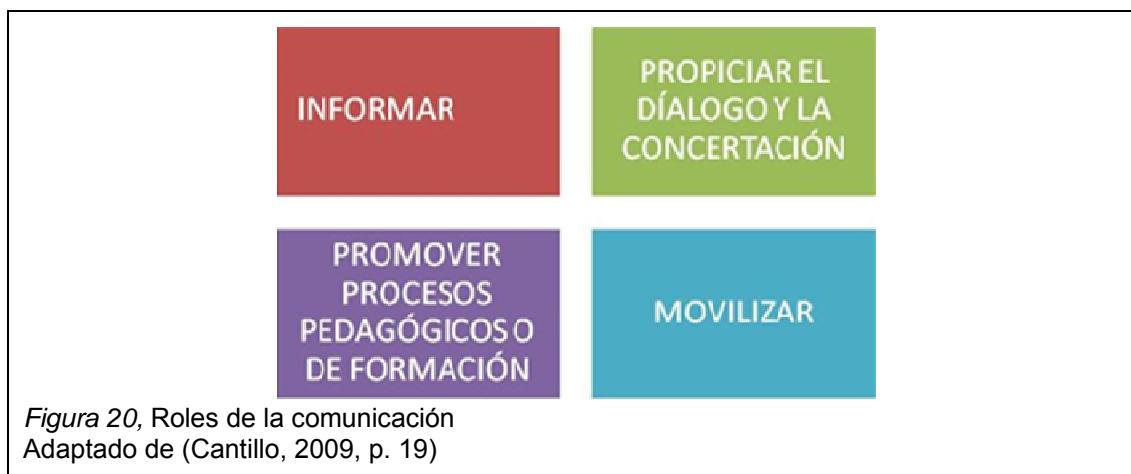 INFORMAR
PROPICIAR EL
DÍALOGO Y LA
CONCERTACIÓN
PROMOVER
PROCESOS
PEDAGÓGICOS O
DE FORMACIÓN
MOVILIZAR
Figura 20, Roles de la comunicación
Adaptado de (Cantillo, 2009, p. 19)